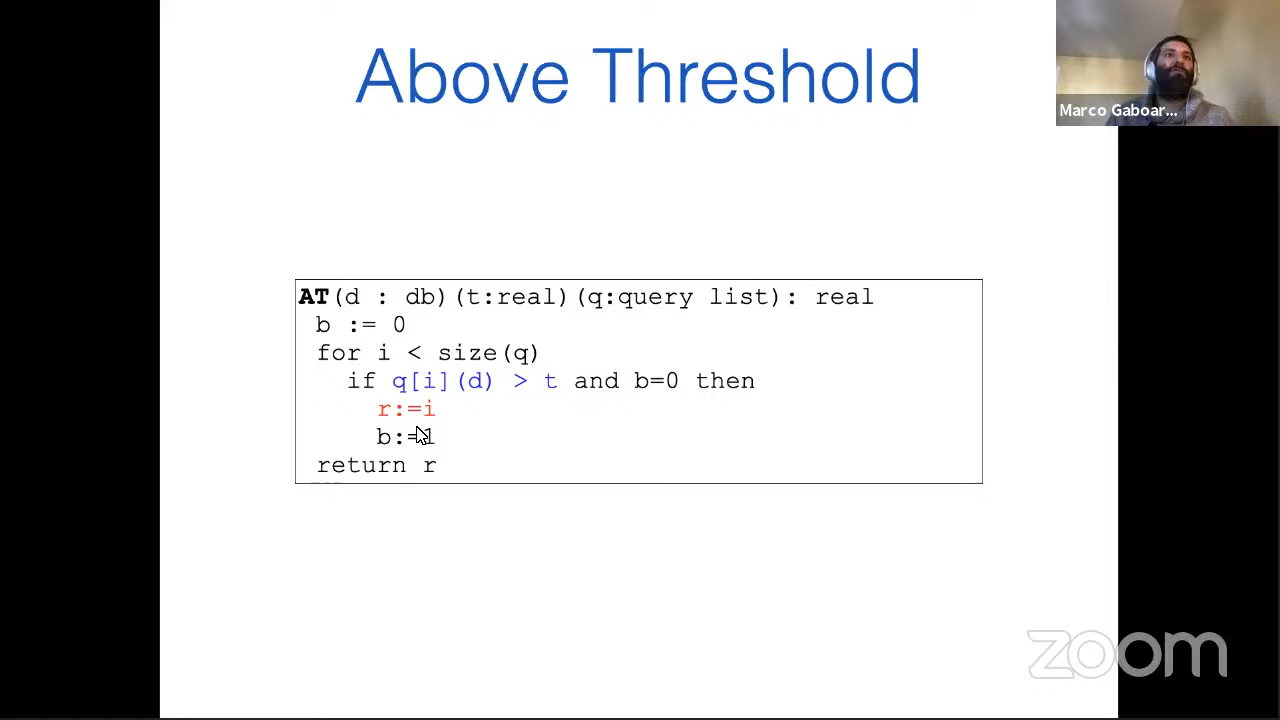 Above Threshold
Marco Gaboar...
AT(d : db)(t:real)(q:query list): real
b := 0
for i < size(q)
if q[i](d) > t and b=0 then
r:=i
b:=1
return r
zoom